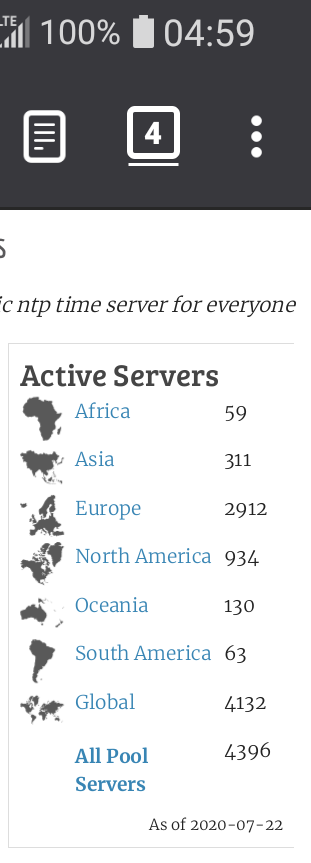 LTE 100% 04:59
4
s
ic ntp time server for everyone
Active Servers
Africa 59
Asia 311
Europe 2912
North America 934
Oceania 130
South America 63
Global 4132
All Pool 4396
Servers
As of 2020-07-22